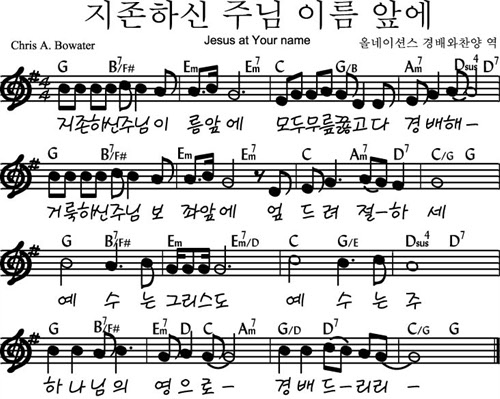 지존하신 주님 이름 앞에
Jesus at Your name
Chris A. Bowater
올네이션스 경배와찬양 역
G B7/F# Em Em7 C G/B Am7 Dsus4 D7
4/4
지존하신주님이 름앞에 모두무릎꿇고다 경배해-
G B7/F# Em Em7 C Am7 D7 C/G G
거룩하신주님 보 좌앞에 엎드려 절-하 세
G B7/F# Em Em7/D C G/E Dsus4 D7
예 수 는 그리스도 예 수 는 주
G B7/F# Em7 D C Am7 G/D D7 C/G G
하 나 님 의 영으로- 경배 드-리리-